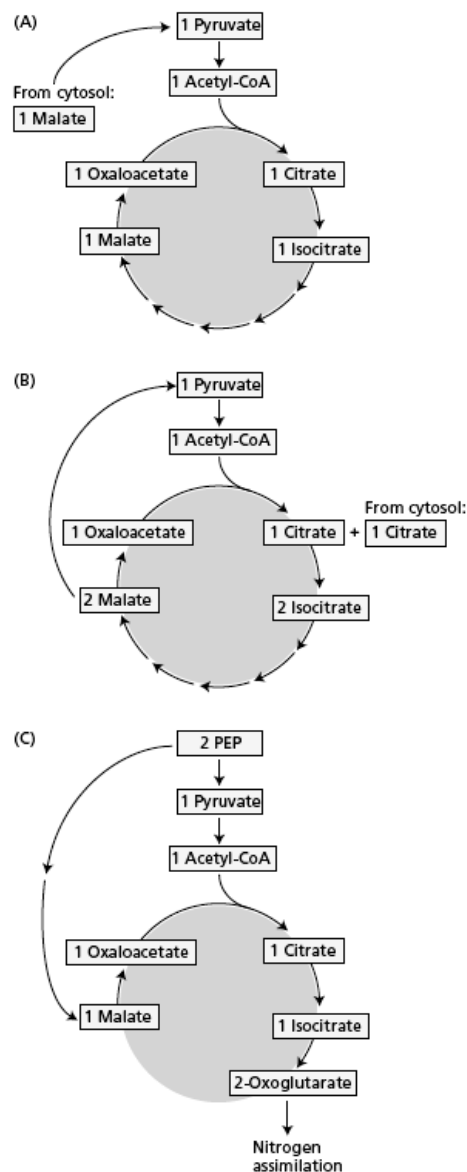 (A)
1 Pyruvate
1 Acetyl-CoA
From cytosol:
1 Malate
1 Oxaloacetate
1 Citrate
1 Malate
1 Isocitrate
(B)
1 Pyruvate
1 Acetyl-CoA
From cytosol:
1 Oxaloacetate
1 Citrate + 1 Citrate
2 Malate
2 Isocitrate
(C)
2 PEP
1 Pyruvate
1 Acetyl-CoA
1 Oxaloacetate
1 Citrate
1 Malate
1 Isocitrate
2-Oxoglutarate
Nitrogen
assimilation